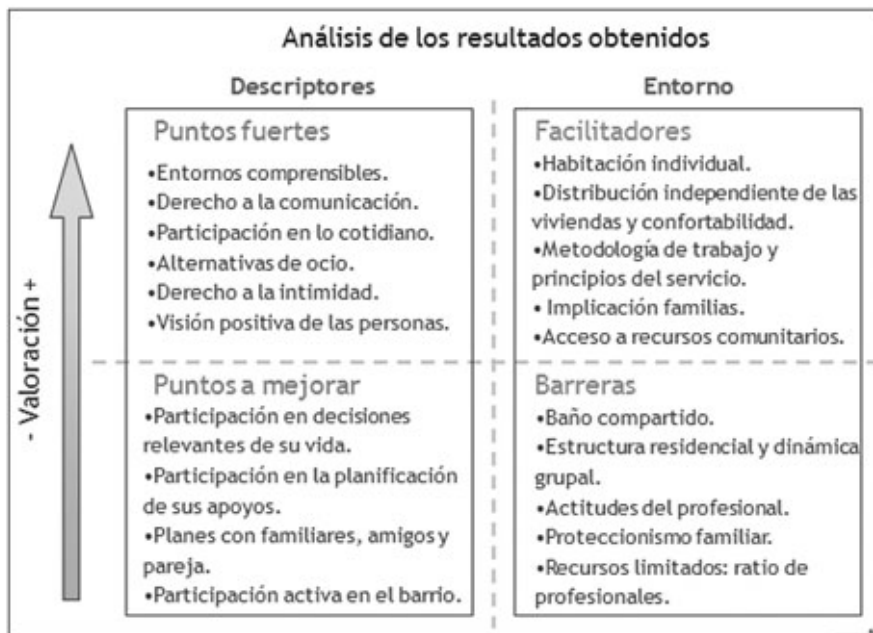 Análisis de los resultados obtenidos
Descriptores
Entorno
- Valoración +
Puntos fuertes
•Entornos comprensibles.
•Derecho a la comunicación.
•Participación en lo cotidiano.
•Alternativas de ocio.
•Derecho a la intimidad.
•Visión positiva de las personas.
Facilitadores
•Habitación individual.
•Distribución independiente de las
viviendas y confortabilidad.
•Metodología de trabajo y
principios del servicio.
• Implicación familias.
•Acceso a recursos comunitarios.
Puntos a mejorar
•Participación en decisiones
relevantes de su vida.
•Participación en la planificación
de sus apoyos.
•Planes con familiares, amigos y
pareja.
•Participación activa en el barrio.
Barreras
•Baño compartido.
•Estructura residencial y dinámica
grupal.
•Actitudes del profesional.
•Proteccionismo familiar.
•Recursos limitados: ratio de
profesionales.